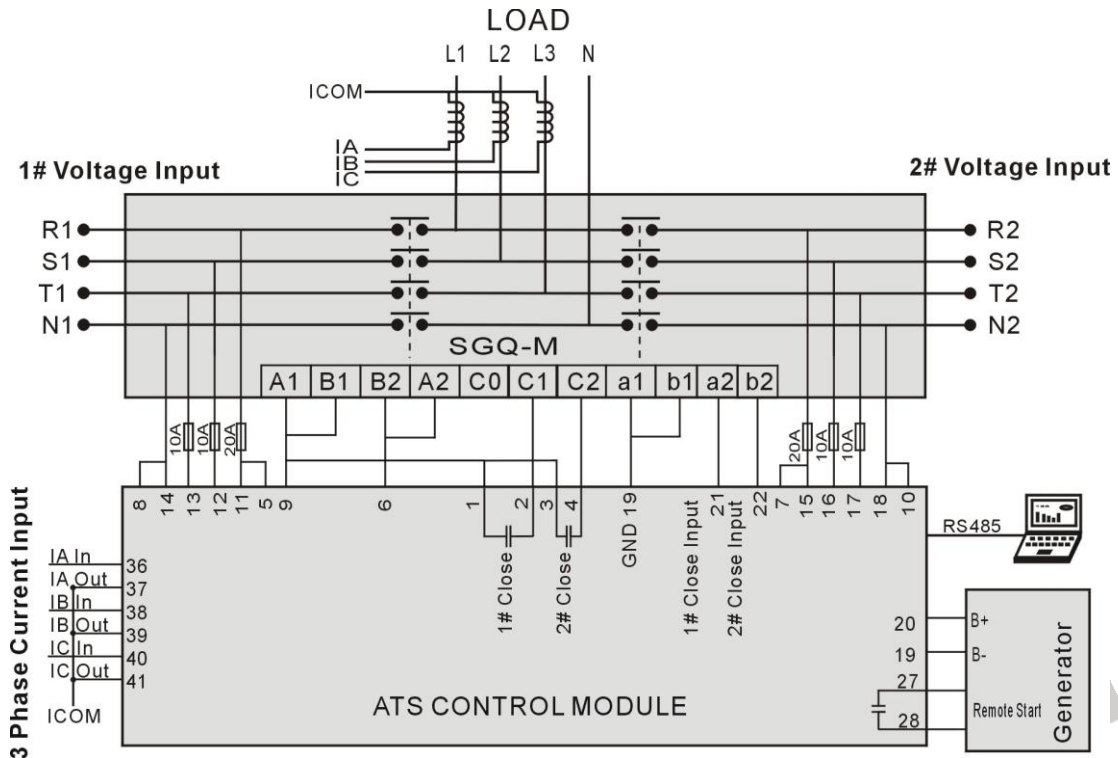 LOAD
L1 L2 L3 N
ICOM
IA
IB
IC
1# Voltage Input
2# Voltage Input
R1
S1
T1
N1
R2
S2
T2
N2
SGQ-M
A1 B1 B2 A2 C0 C1 C2 a1 b1 a2 b2
10A 10A 20A
20A 10A 10A
8 14 13 12 11 5 9 6 1 2 3 4 GND 19 21 22 7 15 16 17 18 10
1# Close
2# Close
1# Close Input
2# Close Input
RS485
3 Phase Current Input
IA In 36
IA Out 37
IB In 38
IB Out 39
IC In 40
IC Out 41
ICOM
ATS CONTROL MODULE
20 B+
19 B-
27
28
Remote Start
Generator